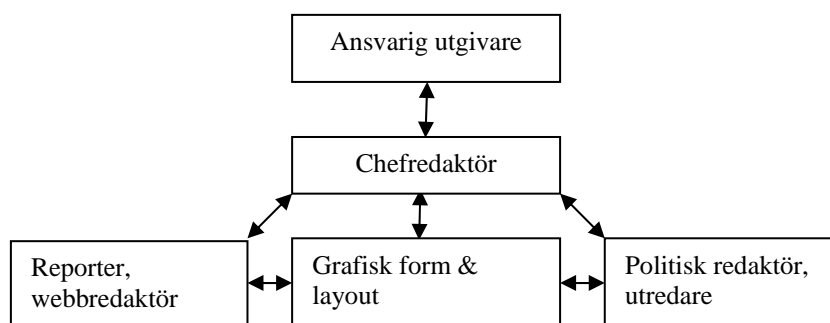 Ansvarig utgivare
Chefredaktör
Reporter,
webbredaktör
Grafisk form &
layout
Politisk redaktör,
utredare